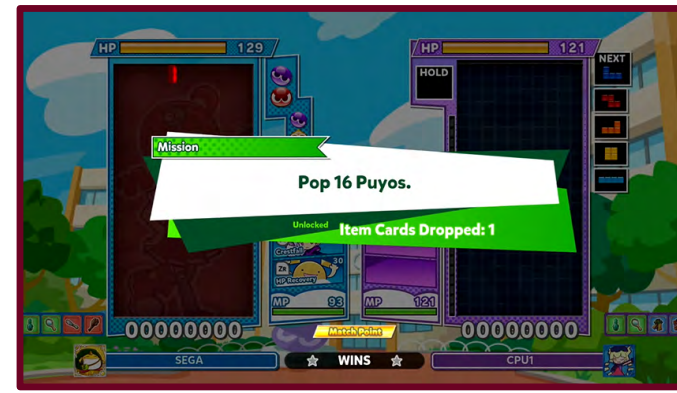 HP 129
HP 121
NEXT
HOLD
Mission
Pop 16 Puyos.
Unlocked Item Cards Dropped: 1
Crestfall
ZR 30
HP Recovery
MP 93
MP 121
00000000
Match Point
00000000
SEGA
WINS
CPU1